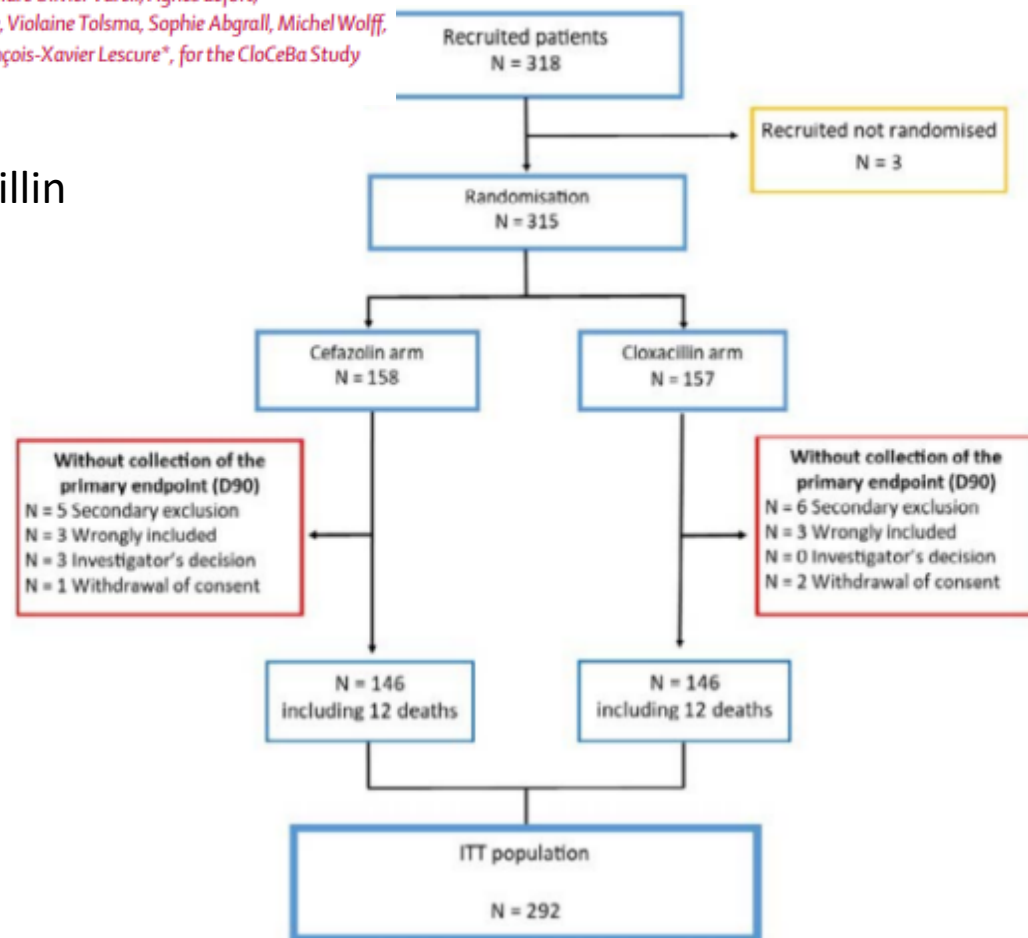 Violaine Tolsma, Sophie Abgrall, Michel Wolff,
çois-Xavier Lescure*, for the CloCeBa Study
illin
Recruited patients
N = 318
Recruited not randomised
N = 3
Randomisation
N = 315
Cefazolin arm
N = 158
Cloxacillin arm
N = 157
Without collection of the
primary endpoint (D90)
N = 5 Secondary exclusion
N = 3 Wrongly included
N = 3 Investigator's decision
N = 1 Withdrawal of consent
Without collection of the
primary endpoint (D90)
N = 6 Secondary exclusion
N = 3 Wrongly included
N = 0 Investigator's decision
N = 2 Withdrawal of consent
N = 146
including 12 deaths
N = 146
including 12 deaths
ITT population
N = 292